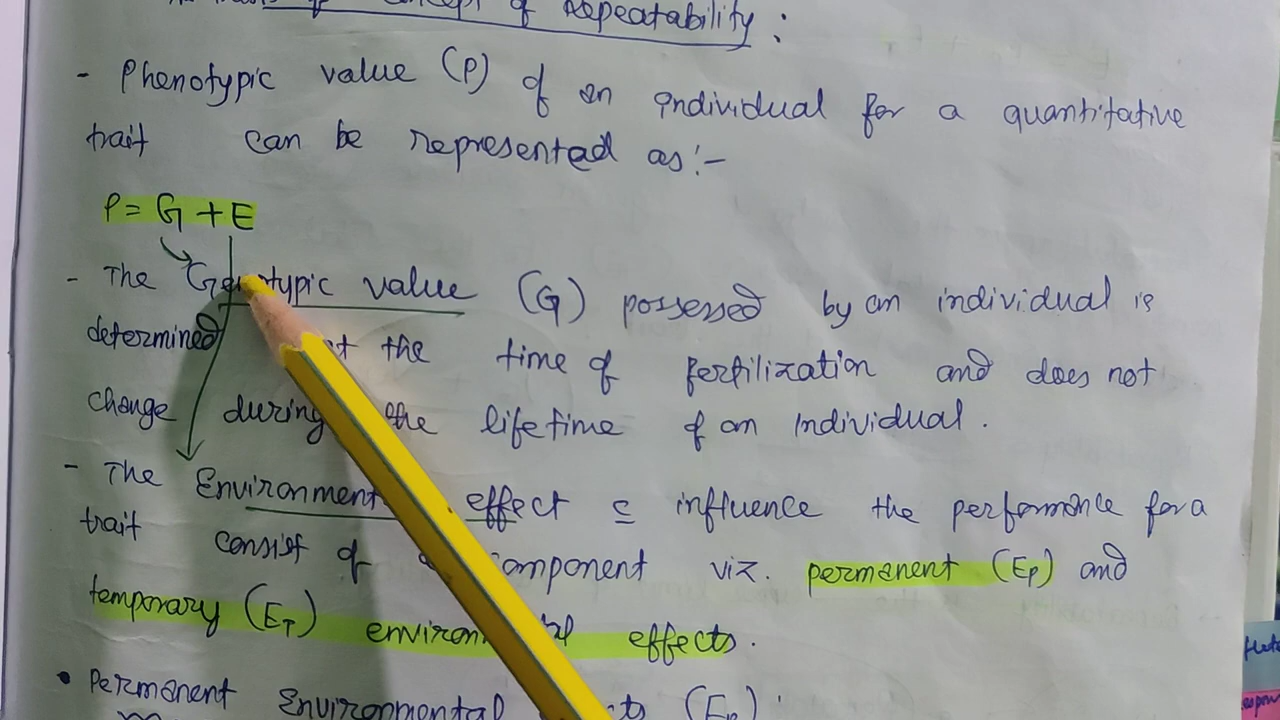 concept of Repeatability :
- Phenotypic value (P) of an individual for a quantitative
trait can be represented as:-
P = G + E
- The Genotypic value (G) possessed by an individual is
determined at the time of fertilization and does not
change during the lifetime of an individual.
- The Environment effect c influence the performance for a
trait consist of component viz. permanent (Ep) and
temporary (ET) environmental effects.
• Permanent Environmental (Ep) :